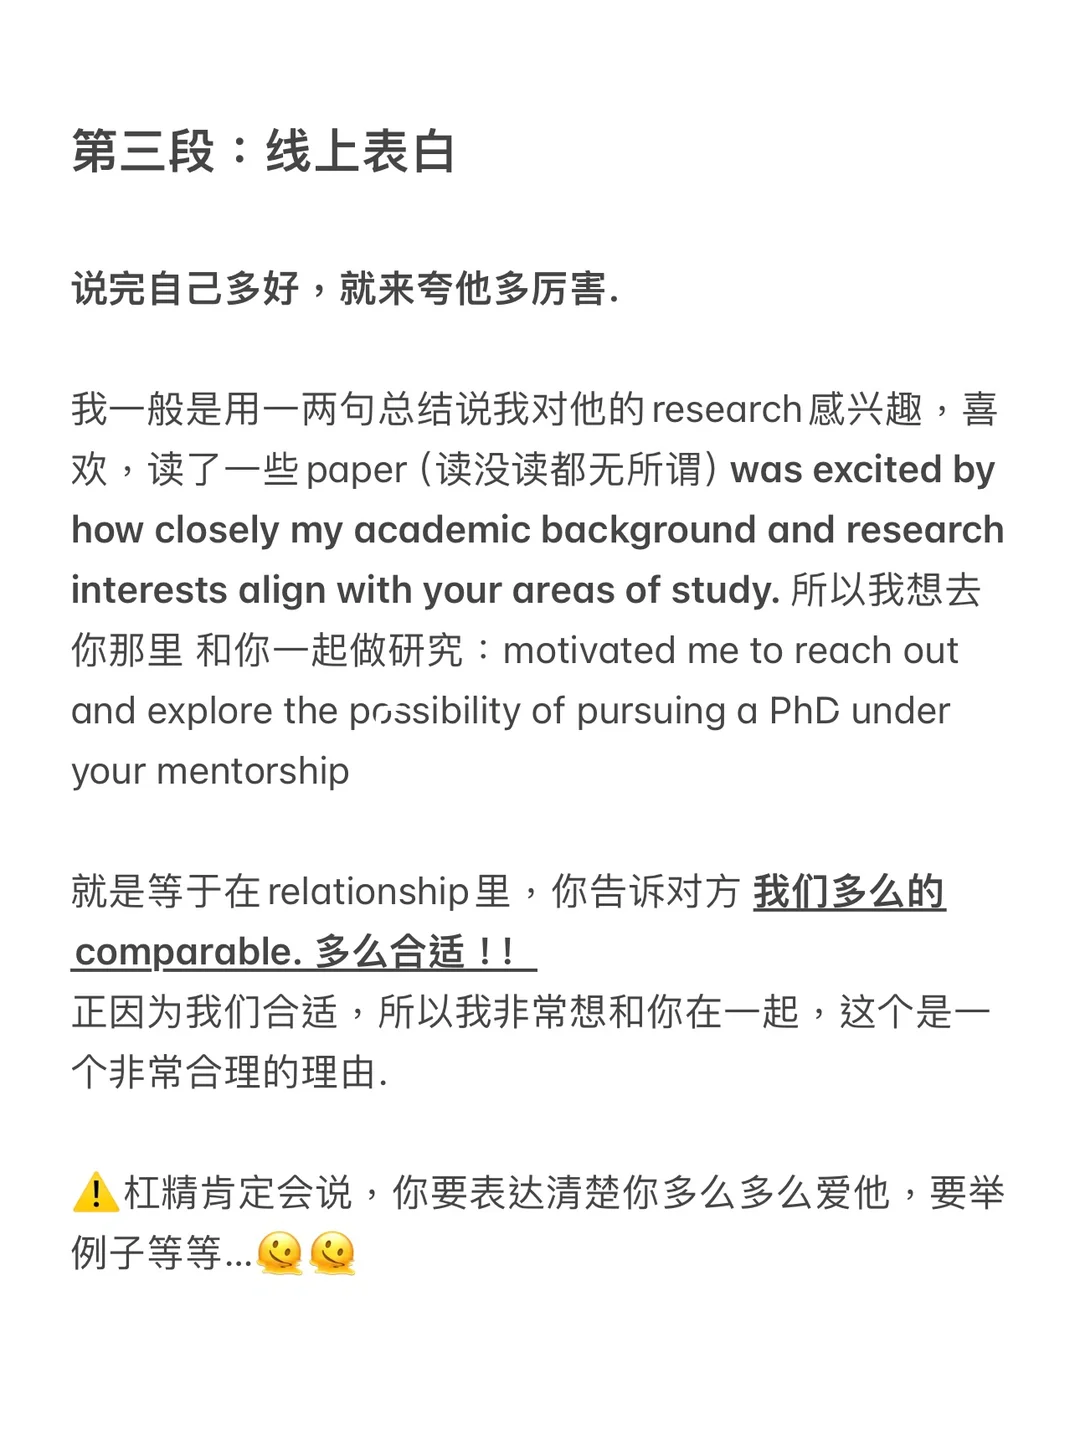 第三段：线上表白
说完自己多好，就来夸他多厉害.
我一般是用一两句总结说我对他的research感兴趣，喜
欢，读了一些paper（读没读都无所谓）was excited by
how closely my academic background and research
interests align with your areas of study. 所以我想去
你那里 和你一起做研究：motivated me to reach out
and explore the possibility of pursuing a PhD under
your mentorship
就是等于在relationship里，你告诉对方 我们多么的
comparable. 多么合适！！
正因为我们合适，所以我非常想和你在一起，这个是一
个非常合理的理由.
⚠️杠精肯定会说，你要表达清楚你多么多么爱他，要举
例子等等...🫠🫠